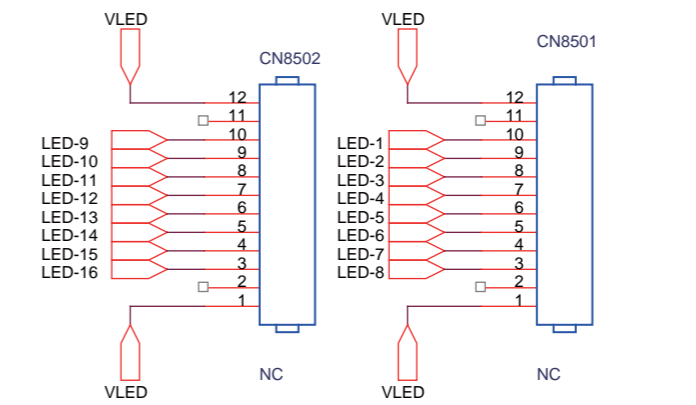 VLED
VLED
CN8502
CN8501
12
12
11
11
LED-9 10
LED-1 10
LED-10 9
LED-2 9
LED-11 8
LED-3 8
LED-12 7
LED-4 7
LED-13 6
LED-5 6
LED-14 5
LED-6 5
LED-15 4
LED-7 4
LED-16 3
LED-8 3
2
2
1
1
NC
NC
VLED
VLED